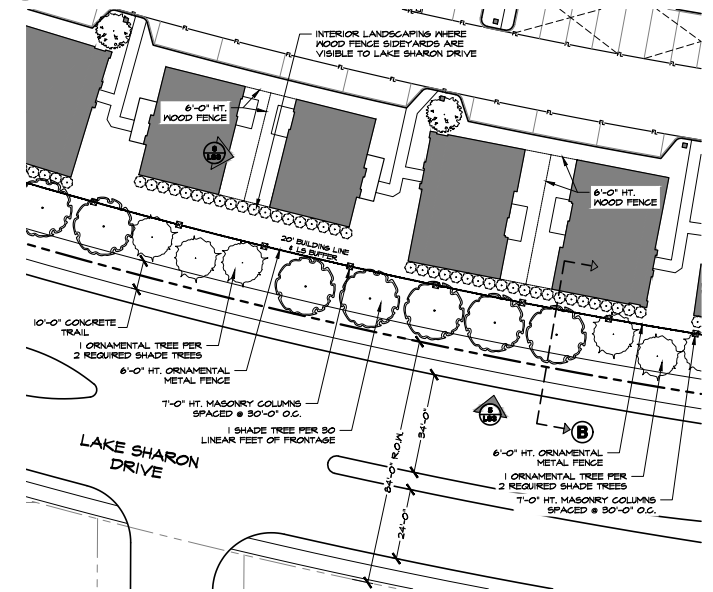 INTERIOR LANDSCAPING WHERE
WOOD FENCE SIDEYARDS ARE
VISIBLE TO LAKE SHARON DRIVE
6'-0" HT.
WOOD FENCE
6'-0" HT.
WOOD FENCE
20' BUILDING LINE
& LS BUFFER
10'-0" CONCRETE
TRAIL
1 ORNAMENTAL TREE PER
2 REQUIRED SHADE TREES
6'-0" HT. ORNAMENTAL
METAL FENCE
7'-0" HT. MASONRY COLUMNS
SPACED @ 30'-0" O.C.
1 SHADE TREE PER 30
LINEAR FEET OF FRONTAGE
LAKE SHARON
DRIVE
84'-0" R.O.W.
34'-0"
24'-0"
B
6'-0" HT. ORNAMENTAL
METAL FENCE
1 ORNAMENTAL TREE PER
2 REQUIRED SHADE TREES
7'-0" HT. MASONRY COLUMNS
SPACED @ 30'-0" O.C.